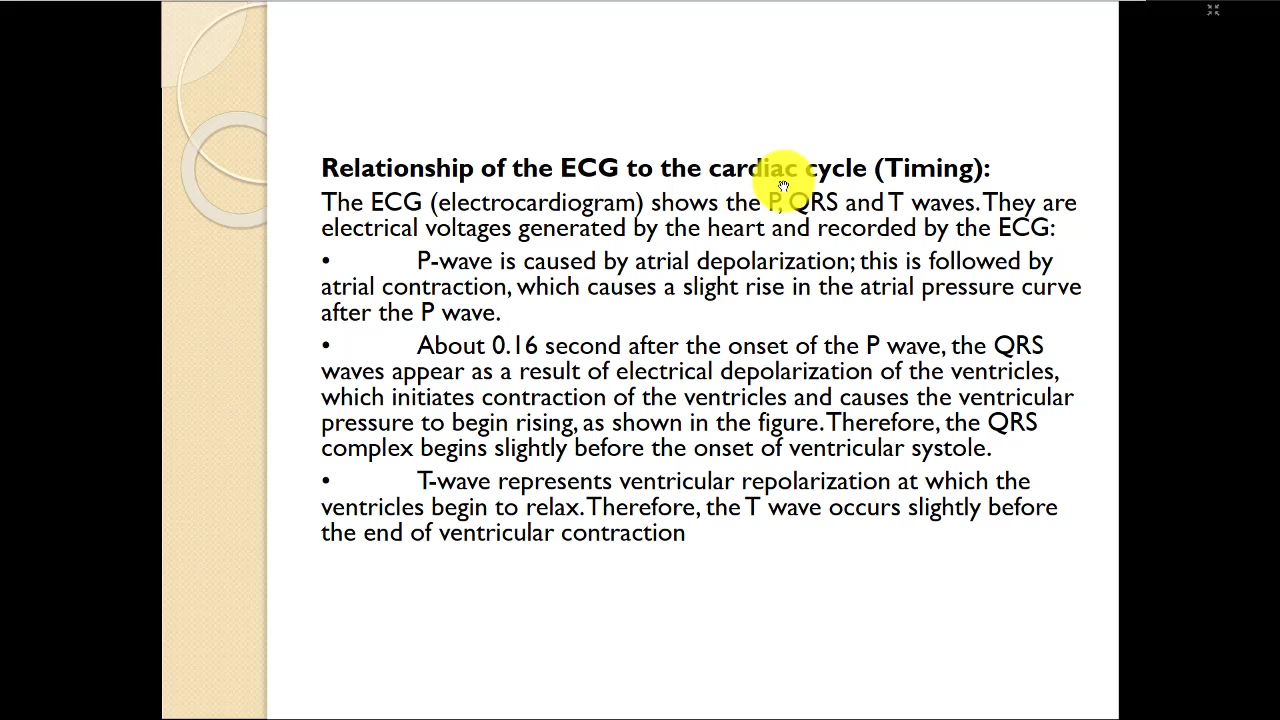 Relationship of the ECG to the cardiac cycle (Timing):
The ECG (electrocardiogram) shows the P, QRS and T waves. They are
electrical voltages generated by the heart and recorded by the ECG:
• P-wave is caused by atrial depolarization; this is followed by
atrial contraction, which causes a slight rise in the atrial pressure curve
after the P wave.
• About 0.16 second after the onset of the P wave, the QRS
waves appear as a result of electrical depolarization of the ventricles,
which initiates contraction of the ventricles and causes the ventricular
pressure to begin rising, as shown in the figure. Therefore, the QRS
complex begins slightly before the onset of ventricular systole.
• T-wave represents ventricular repolarization at which the
ventricles begin to relax. Therefore, the T wave occurs slightly before
the end of ventricular contraction